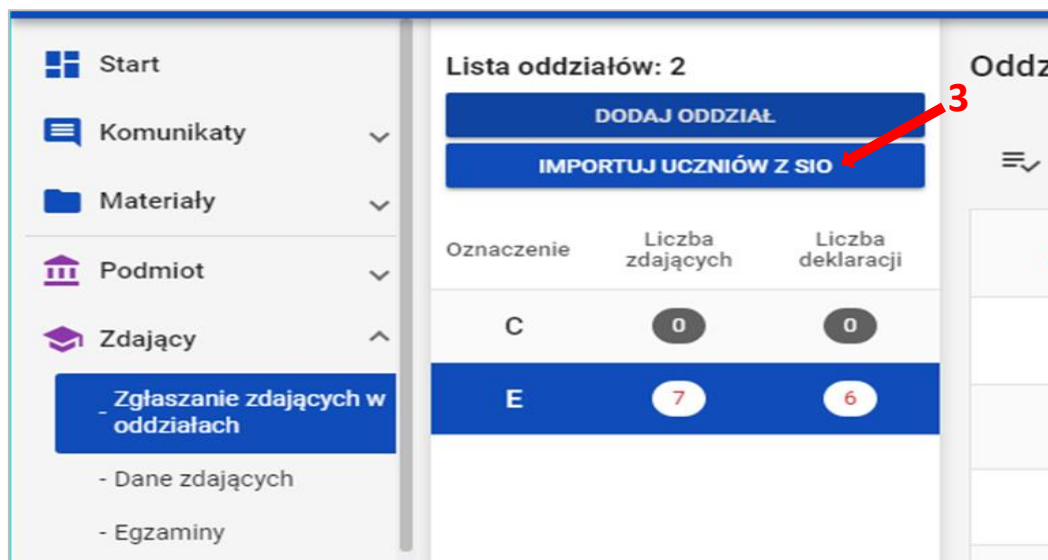 Start
Komunikaty
Materiały
Podmiot
Zdający
- Zgłaszanie zdających w
oddziałach
- Dane zdających
- Egzaminy
Lista oddziałów: 2
DODAJ ODDZIAŁ
IMPORTUJ UCZNIÓW Z SIO
3
Oznaczenie Liczba zdających Liczba deklaracji
C 0 0
E 7 6
Oddz